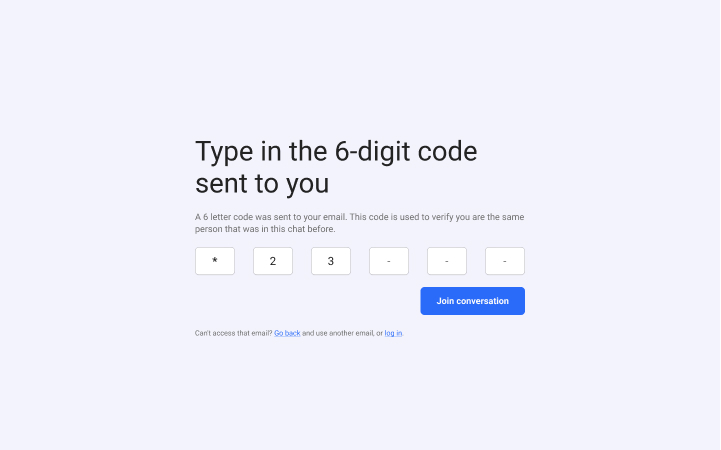 Type in the 6-digit code
sent to you
A 6 letter code was sent to your email. This code is used to verify you are the same
person that was in this chat before.
* 2 3 - - -
Join conversation
Can't access that email? Go back and use another email, or log in.